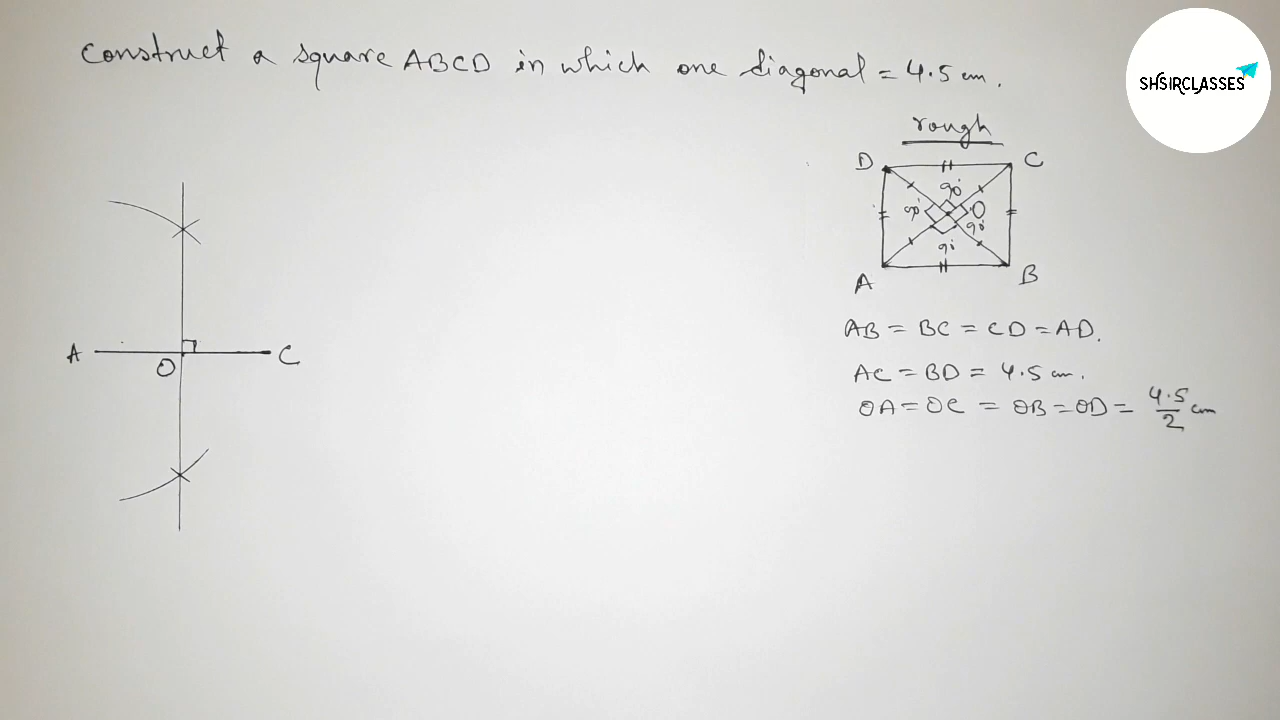 construct a square ABCD in which one diagonal = 4.5 cm.
SHSIRCLASSES
rough
D C
90°
90° O
90°
90°
A B
AB = BC = CD = AD.
AC = BD = 4.5 cm.
OA = OC = OB = OD = 4.5/2 cm
A C
O